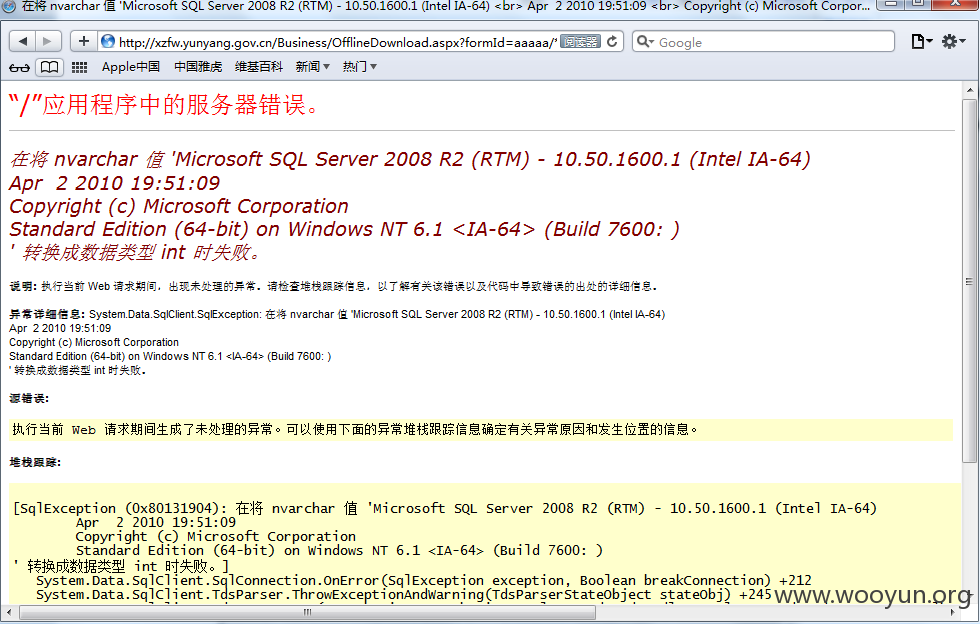 在将 nvarchar 值 'Microsoft SQL Server 2008 R2 (RTM) - 10.50.1600.1 (Intel IA-64) <br> Apr  2 2010 19:51:09 <br> Copyright (c) Microsoft Corpor...
http://xzfw.yunyang.gov.cn/Business/OfflineDownload.aspx?formId=aaaaa/' 阅读器
Google
Apple中国 中国雅虎 维基百科 新闻 热门
“/”应用程序中的服务器错误。
在将 nvarchar 值 'Microsoft SQL Server 2008 R2 (RTM) - 10.50.1600.1 (Intel IA-64)
Apr  2 2010 19:51:09
Copyright (c) Microsoft Corporation
Standard Edition (64-bit) on Windows NT 6.1 <IA-64> (Build 7600: )
' 转换成数据类型 int 时失败。
说明: 执行当前 Web 请求期间，出现未处理的异常。请检查堆栈跟踪信息，以了解有关该错误以及代码中导致错误的出处的详细信息。
异常详细信息: System.Data.SqlClient.SqlException: 在将 nvarchar 值 'Microsoft SQL Server 2008 R2 (RTM) - 10.50.1600.1 (Intel IA-64)
Apr  2 2010 19:51:09
Copyright (c) Microsoft Corporation
Standard Edition (64-bit) on Windows NT 6.1 <IA-64> (Build 7600: )
' 转换成数据类型 int 时失败。
源错误:
执行当前 Web 请求期间生成了未处理的异常。可以使用下面的异常堆栈跟踪信息确定有关异常原因和发生位置的信息。
堆栈跟踪:
[SqlException (0x80131904): 在将 nvarchar 值 'Microsoft SQL Server 2008 R2 (RTM) - 10.50.1600.1 (Intel IA-64)
Apr  2 2010 19:51:09
Copyright (c) Microsoft Corporation
Standard Edition (64-bit) on Windows NT 6.1 <IA-64> (Build 7600: )
' 转换成数据类型 int 时失败。]
System.Data.SqlClient.SqlConnection.OnError(SqlException exception, Boolean breakConnection) +212
System.Data.SqlClient.TdsParser.ThrowExceptionAndWarning(TdsParserStateObject stateObj) +245
www.wooyun.org